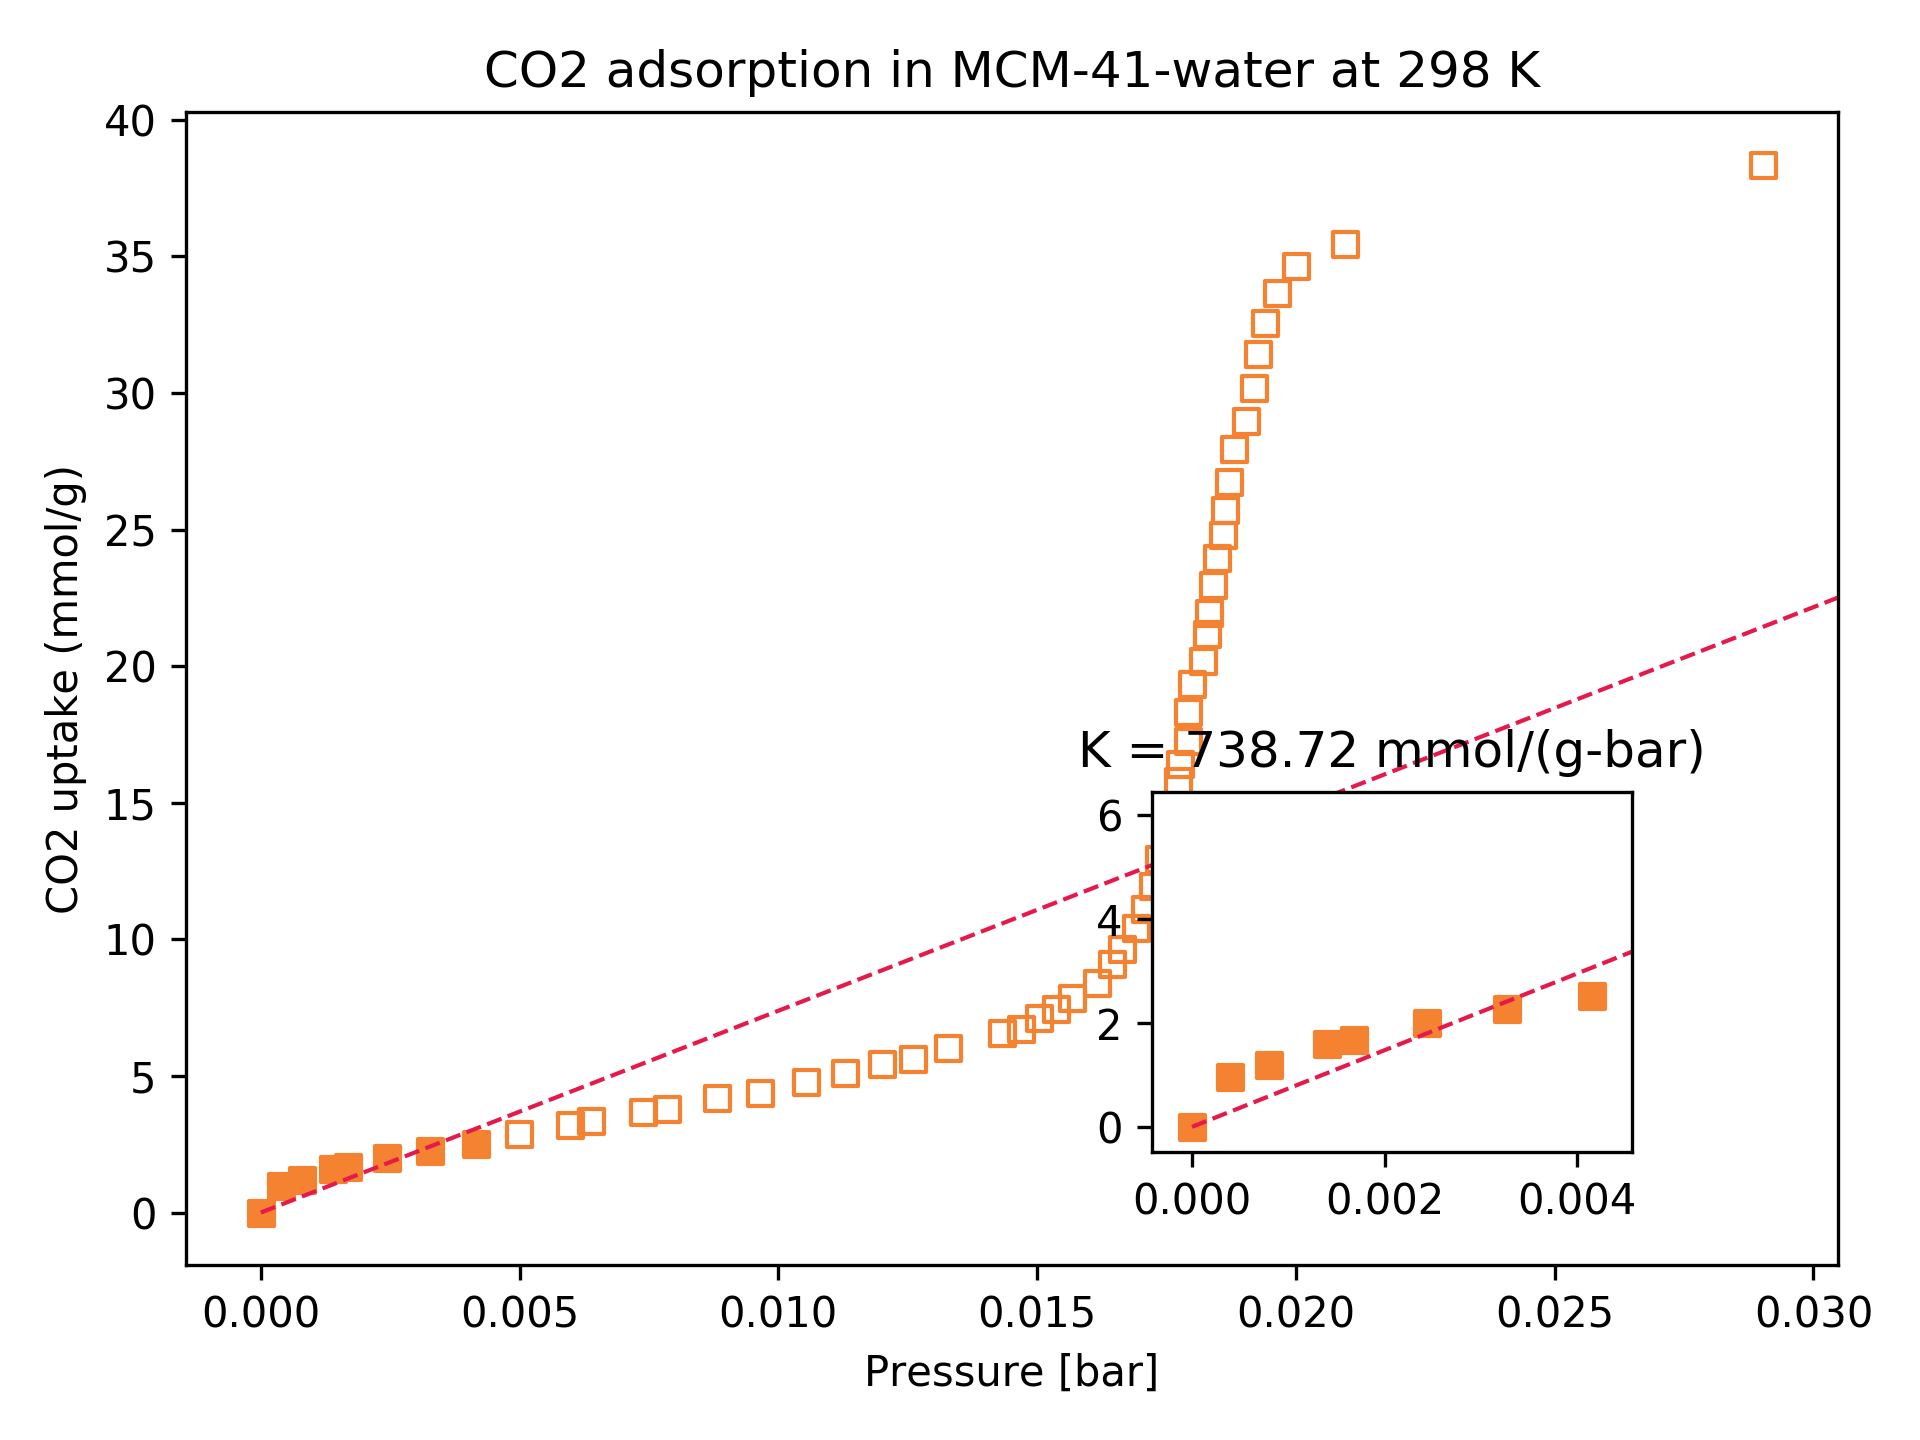 CO2 adsorption in MCM-41-water at 298 K
40
35
30
25
20
15
10
5
0
CO2 uptake (mmol/g)
K = 738.72 mmol/(g-bar)
6
4
2
0
0.000 0.002 0.004
0.000 0.005 0.010 0.015 0.020 0.025 0.030
Pressure [bar]